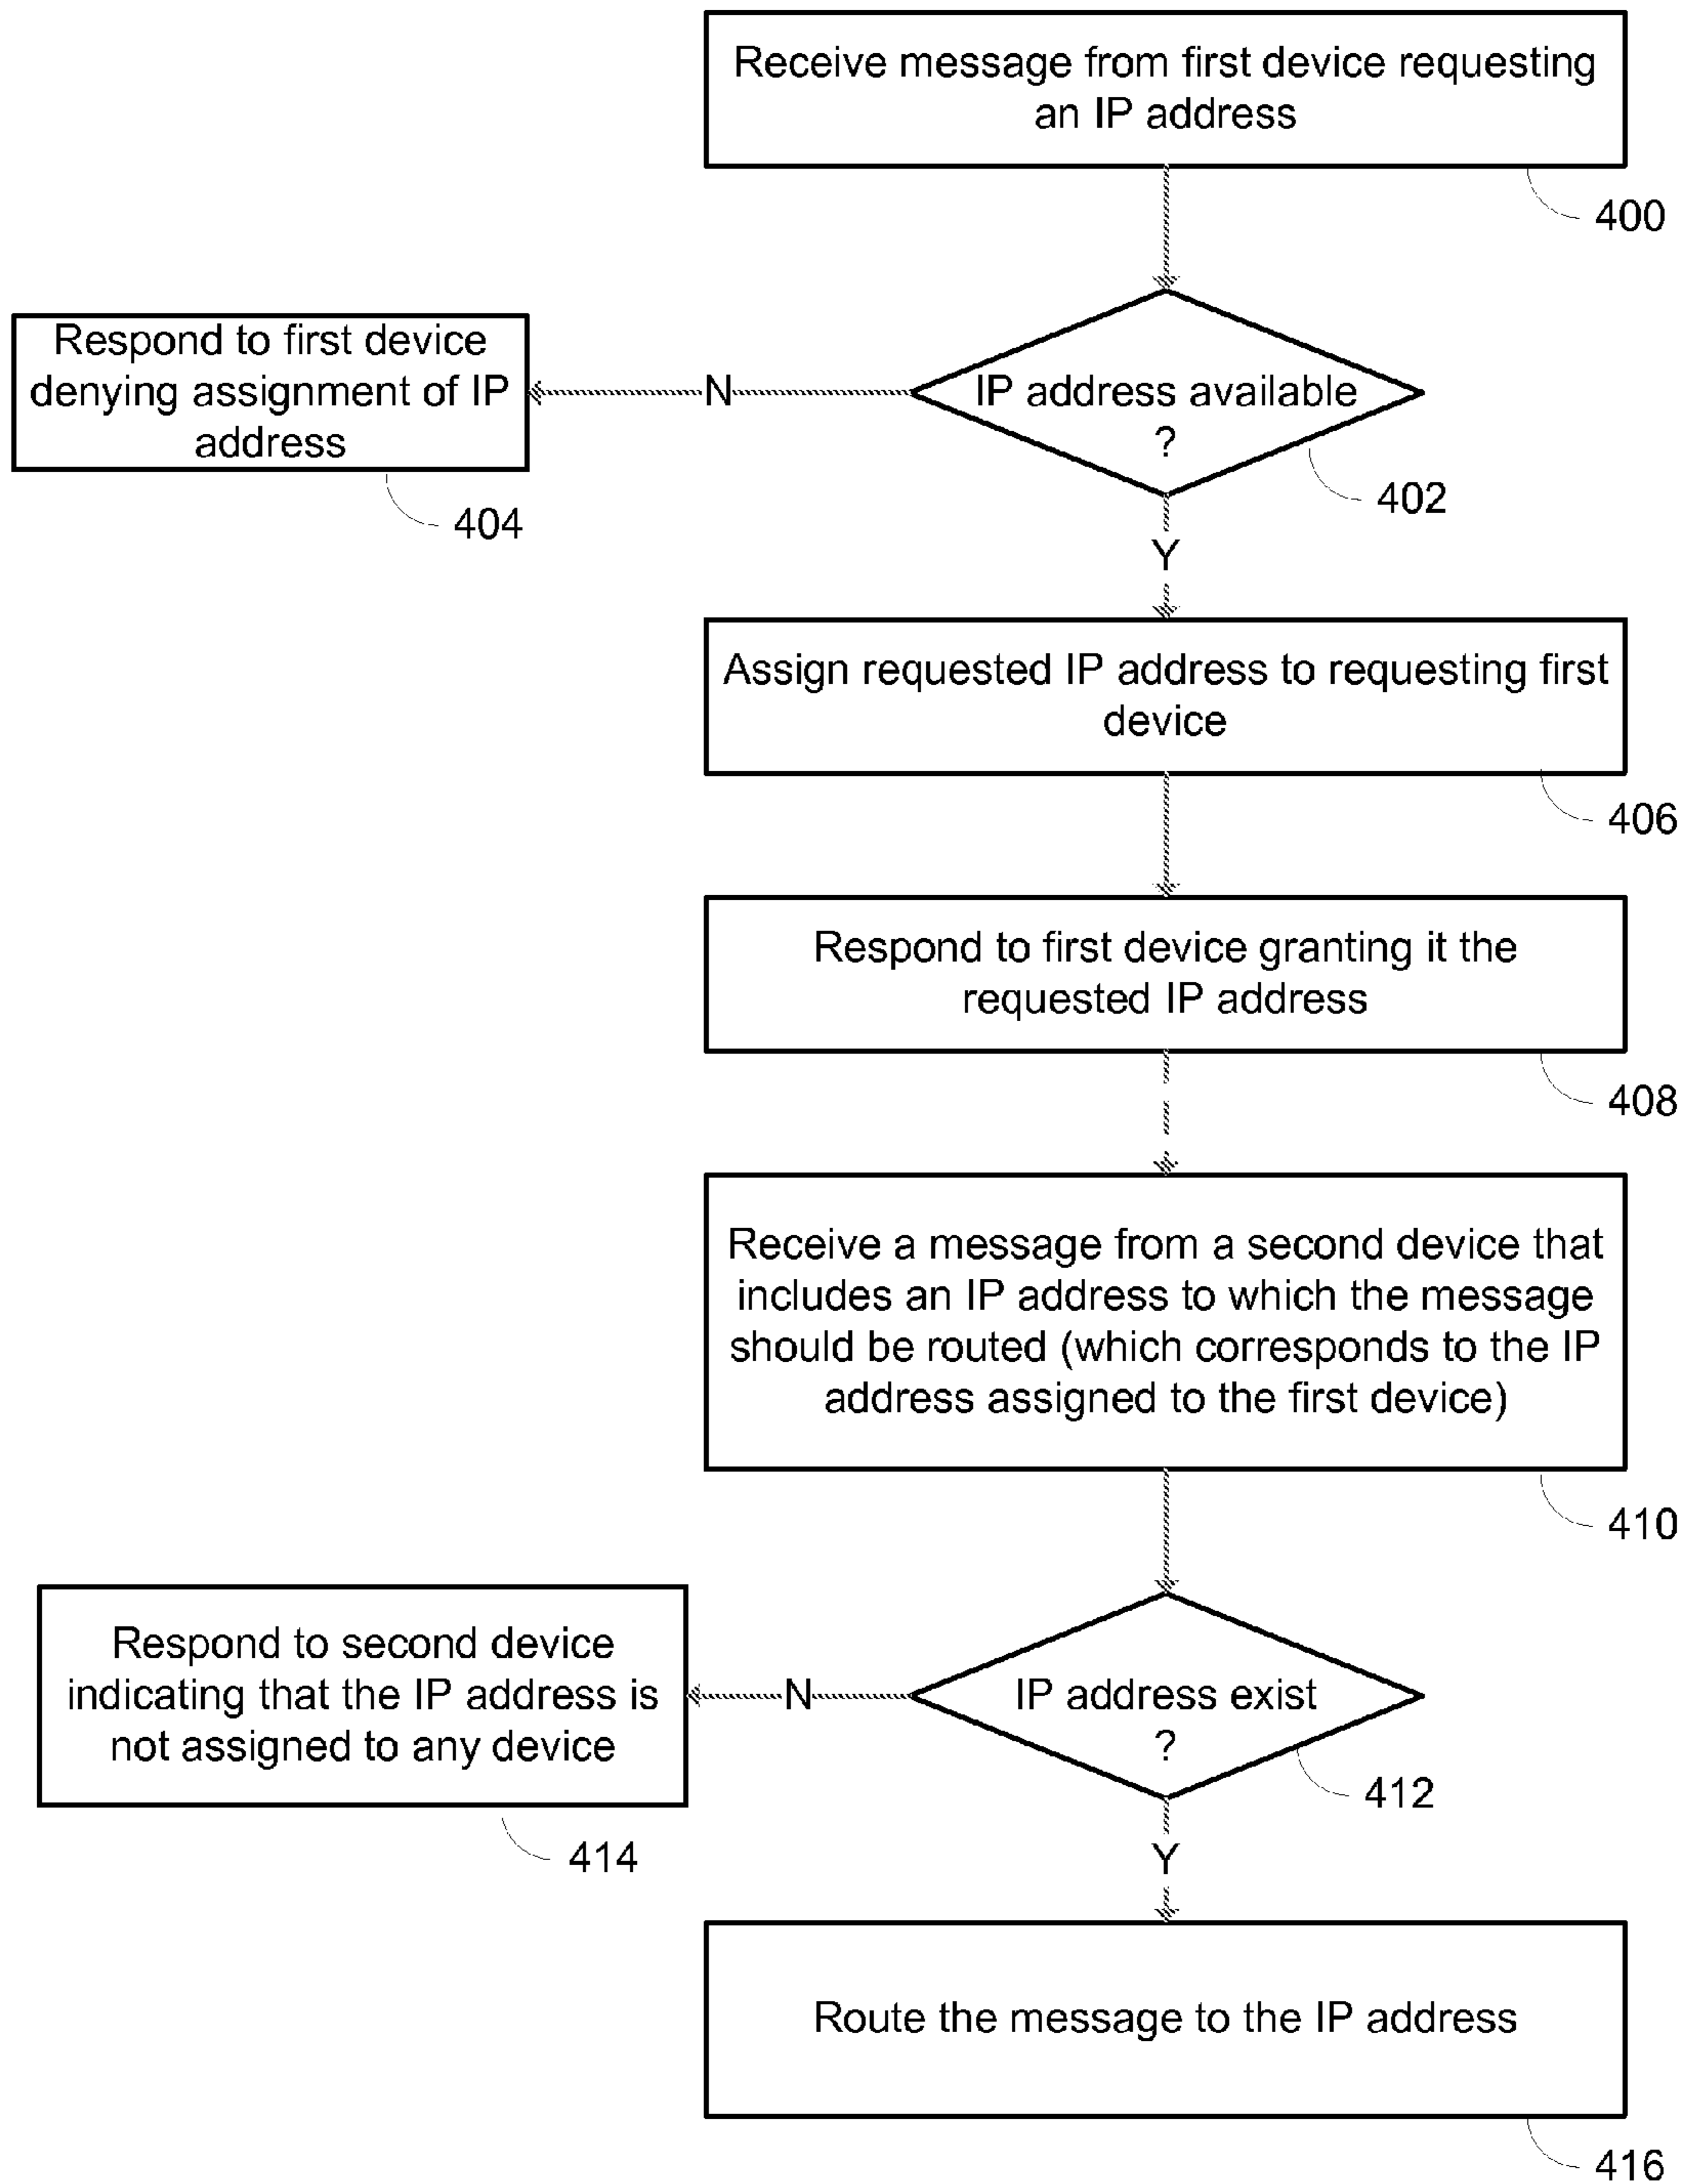 Receive message from first device requesting
an IP address
400
IP address available
?
402
N
Respond to first device
denying assignment of IP
address
404
Y
Assign requested IP address to requesting first
device
406
Respond to first device granting it the
requested IP address
408
Receive a message from a second device that
includes an IP address to which the message
should be routed (which corresponds to the IP
address assigned to the first device)
410
IP address exist
?
412
N
Respond to second device
indicating that the IP address is
not assigned to any device
414
Y
Route the message to the IP address
416